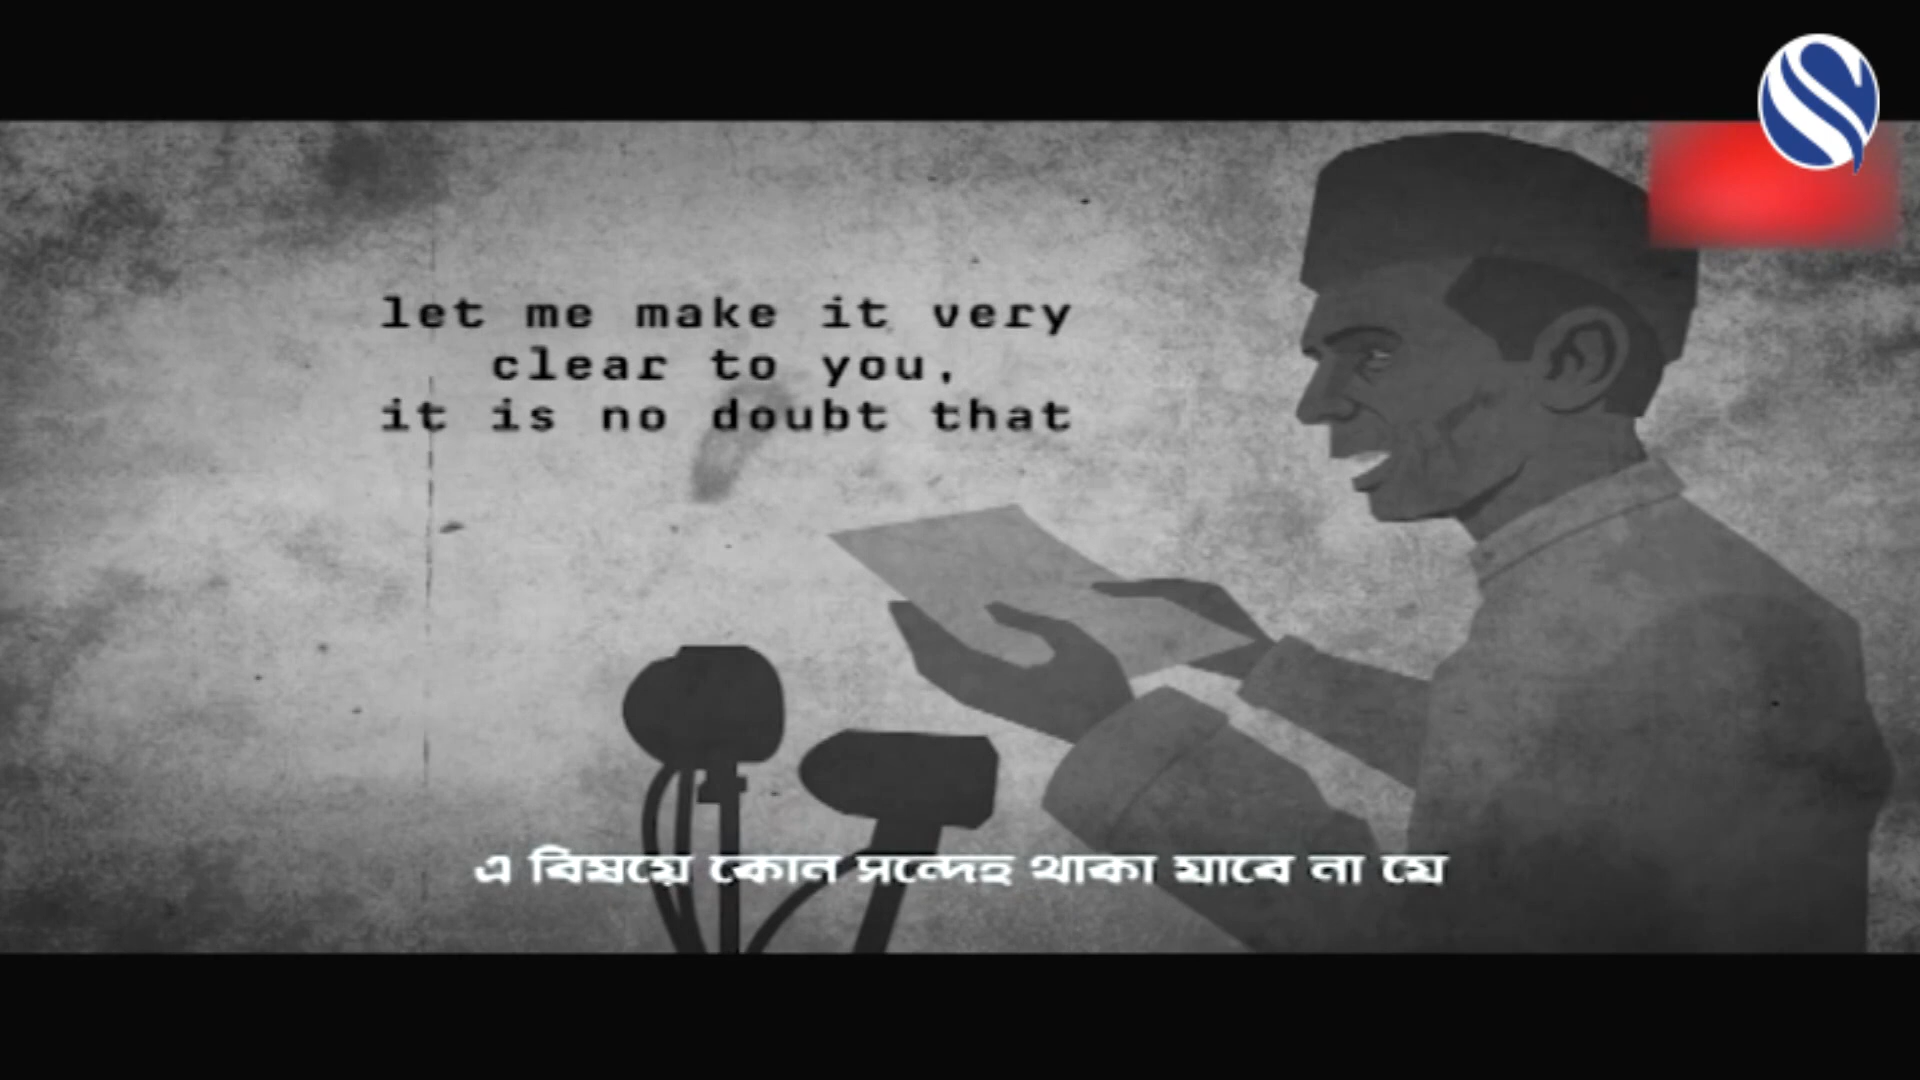 let me make it very
clear to you,
it is no doubt that
এ বিষয়ে কোন সন্দেহ থাকা যাবে না যে